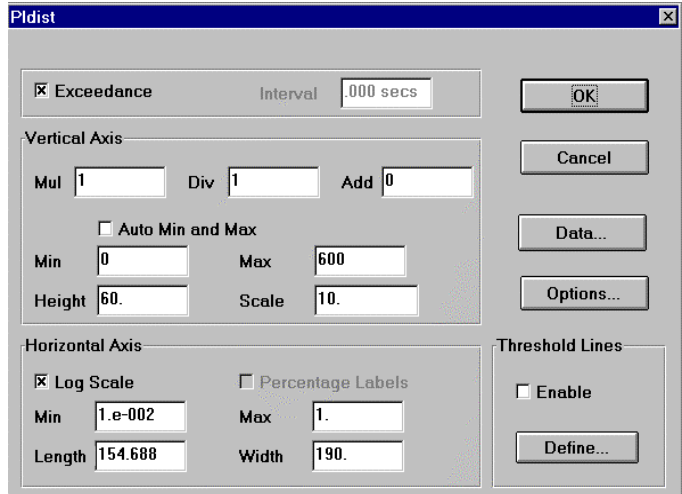 Pldist
Exceedance Interval .000 secs
OK
Vertical Axis
Cancel
Mul 1 Div 1 Add 0
Auto Min and Max
Data...
Min 0 Max 600
Height 60. Scale 10.
Options...
Horizontal Axis
Threshold Lines
Log Scale Percentage Labels
Enable
Min 1.e-002 Max 1.
Length 154.688 Width 190.
Define...